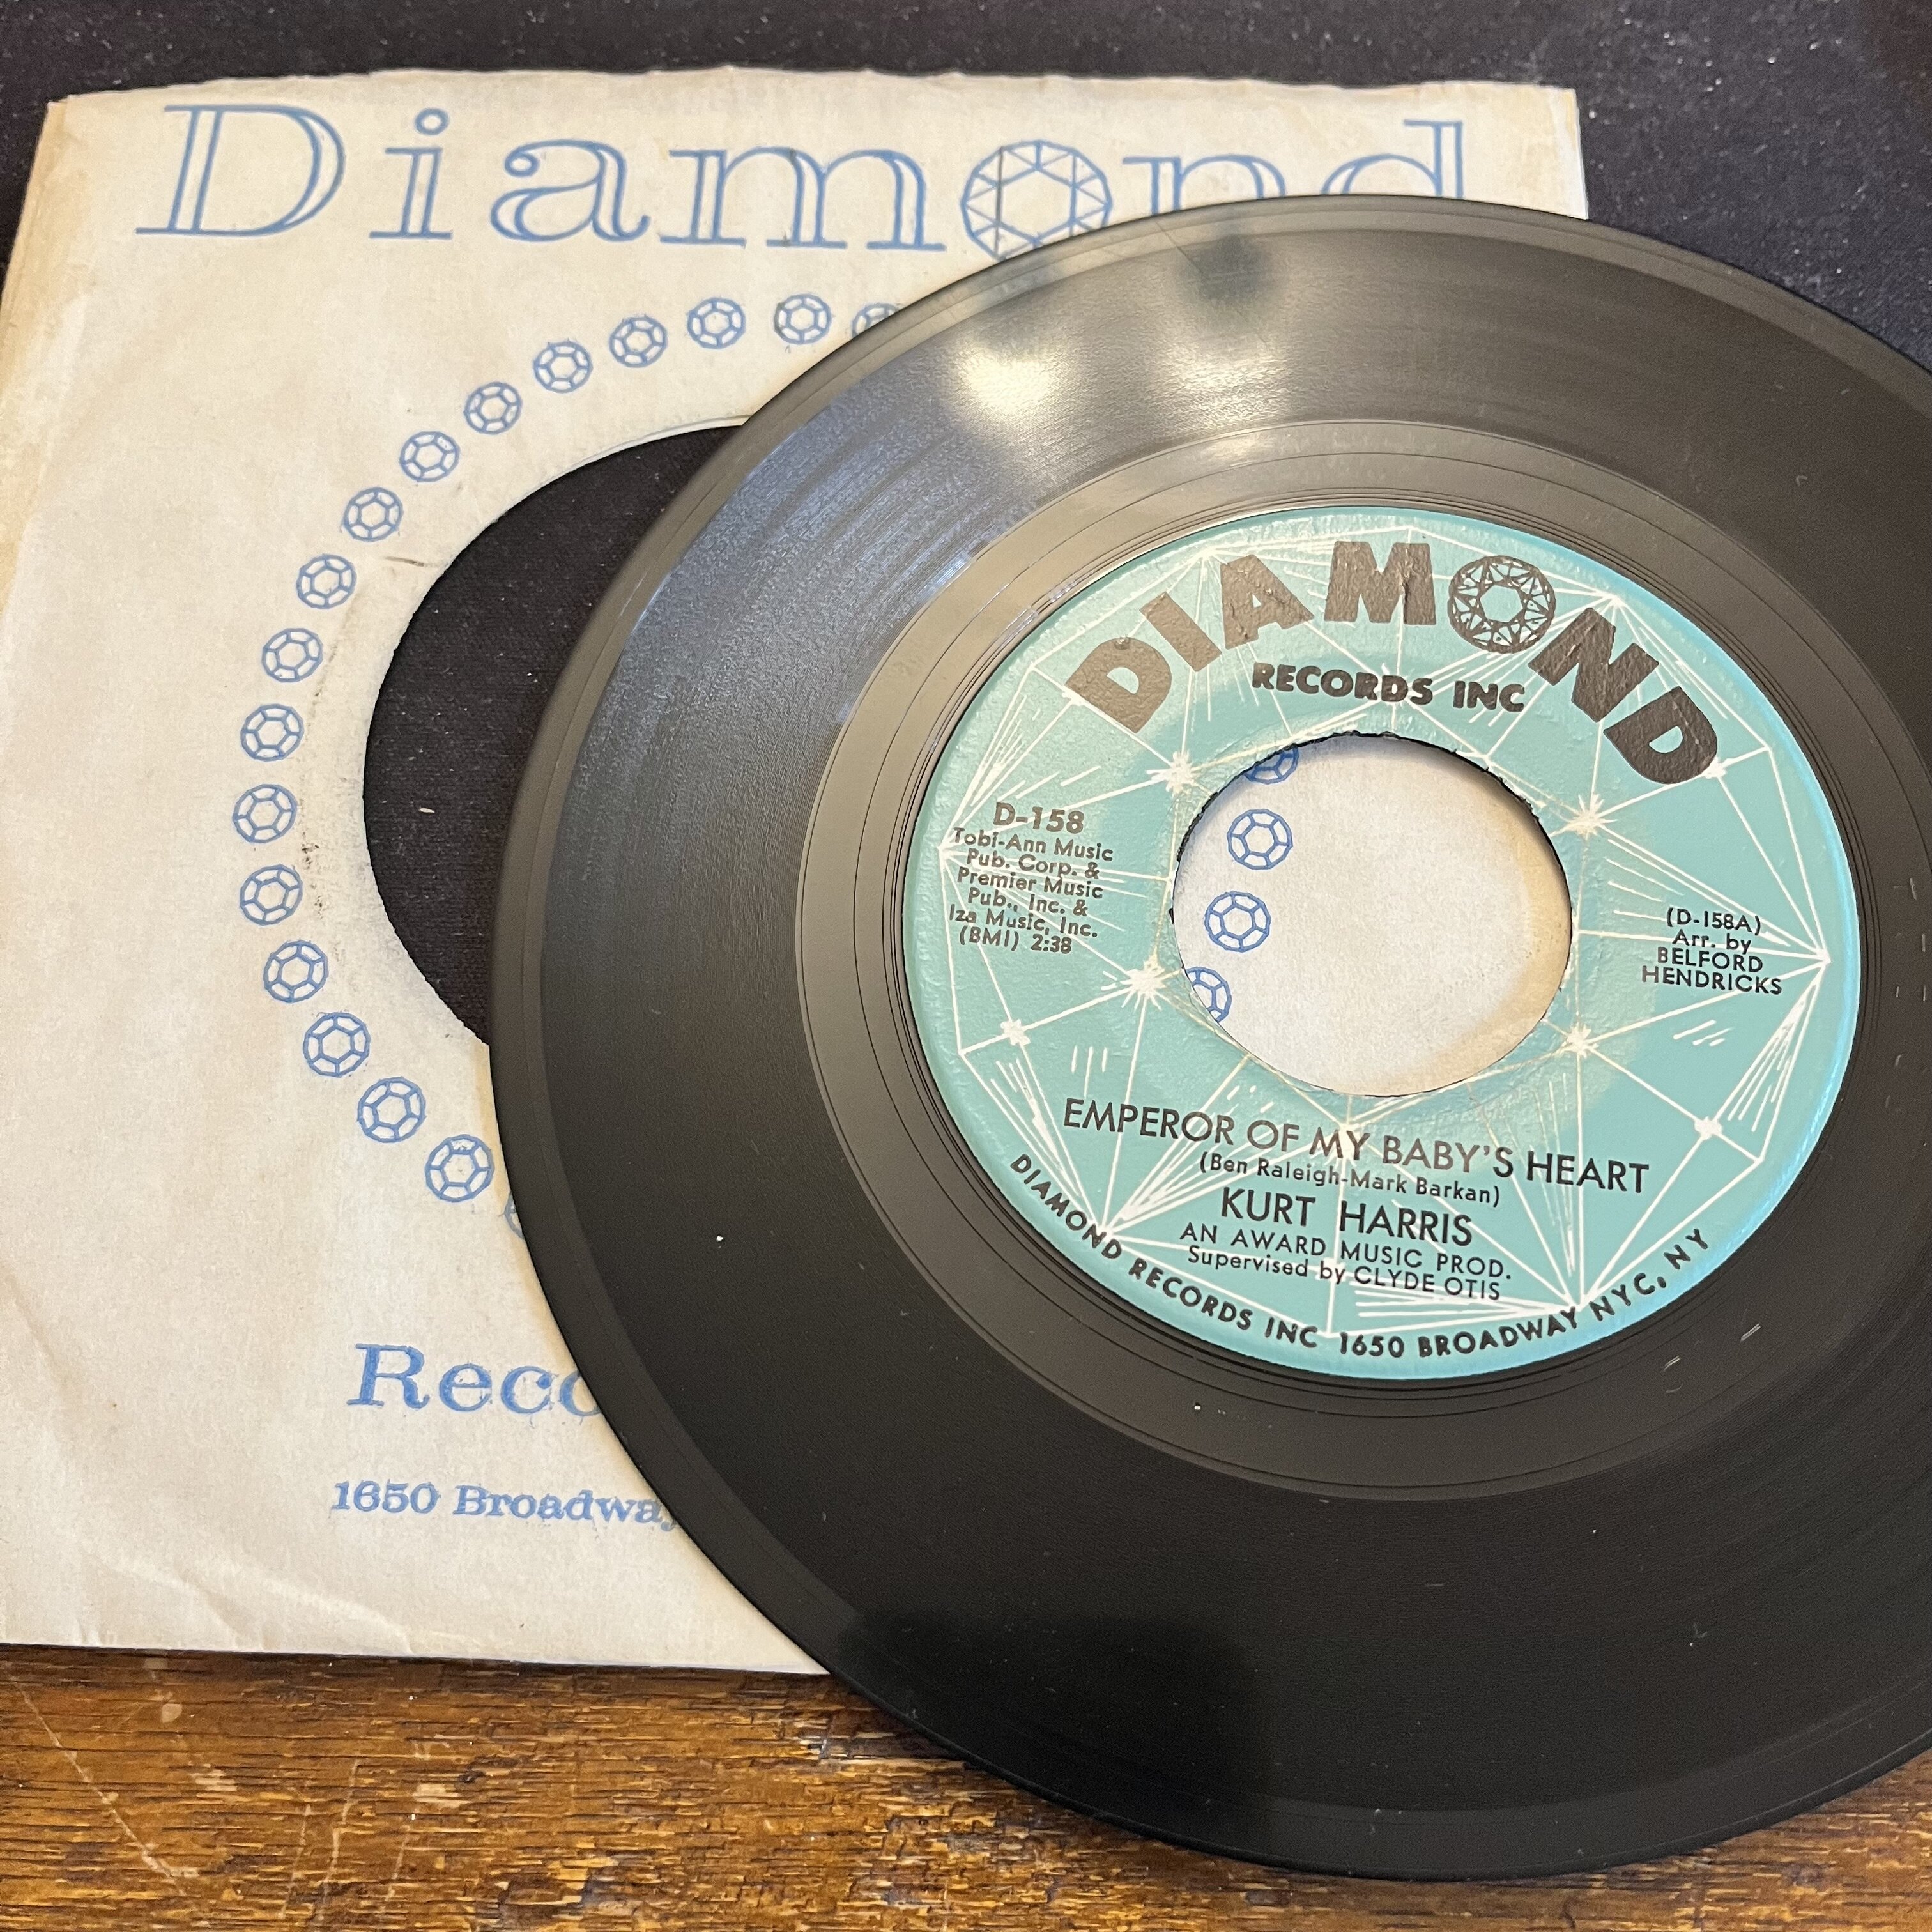 Diamond
DIAMOND
RECORDS INC
D-158
Tobi-Ann Music
Pub. Corp. &
Premier Music
Pub., Inc. &
Iza Music, Inc.
(BMI) 2:38
(D-158A)
Arr. by
BELFORD
HENDRICKS
EMPEROR OF MY BABY'S HEART
(Ben Raleigh-Mark Barkan)
KURT HARRIS
AN AWARD MUSIC PROD.
Supervised by CLYDE OTIS
DIAMOND RECORDS INC 1650 BROADWAY NYC, NY
1650 Broadway